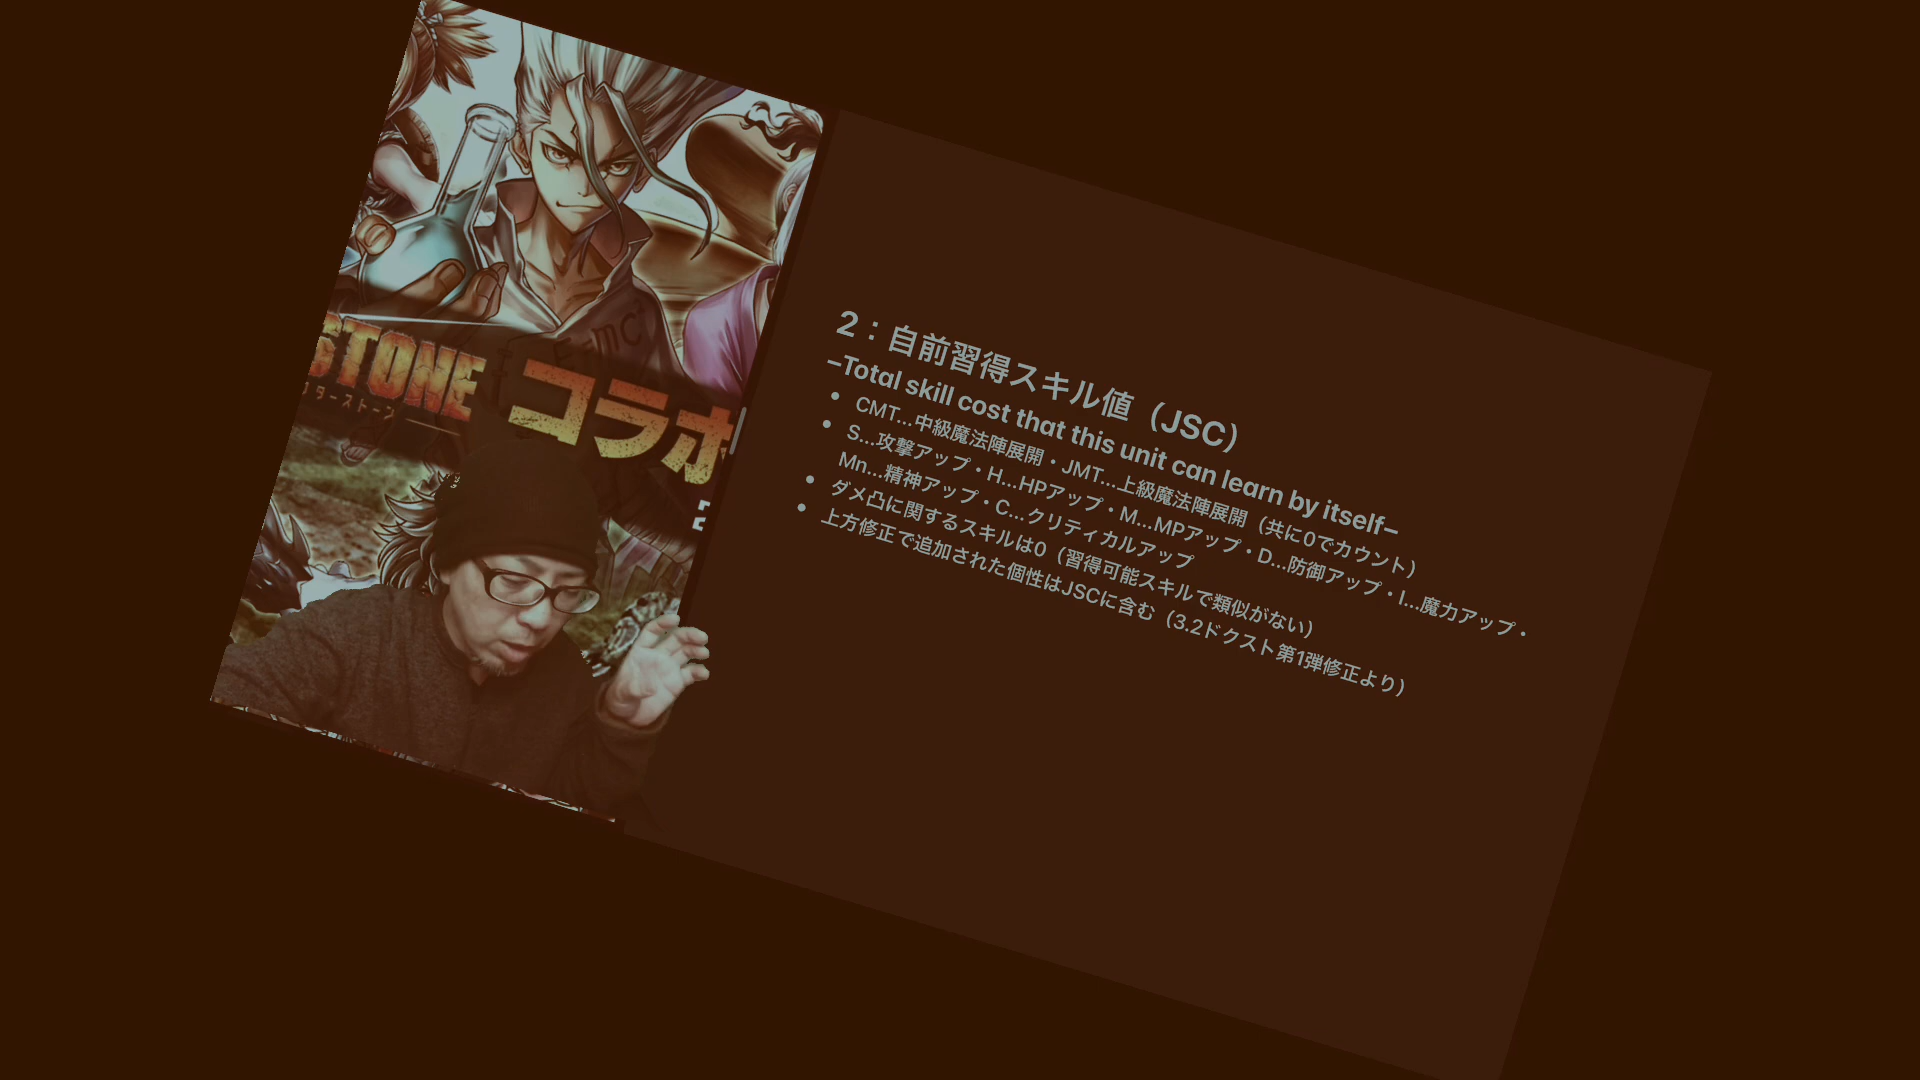 STONE コラボ
2：自前習得スキル値（JSC）
–Total skill cost that this unit can learn by itself–
• CMT...中級魔法陣展開・JMT...上級魔法陣展開（共に0でカウント）
• S...攻撃アップ・H...HPアップ・M...MPアップ・D...防御アップ・I...魔力アップ・
Mn...精神アップ・C...クリティカルアップ
• ダメ凸に関するスキルは0（習得可能スキルで類似がない）
• 上方修正で追加された個性はJSCに含む（3.2ドクスト第1弾修正より）